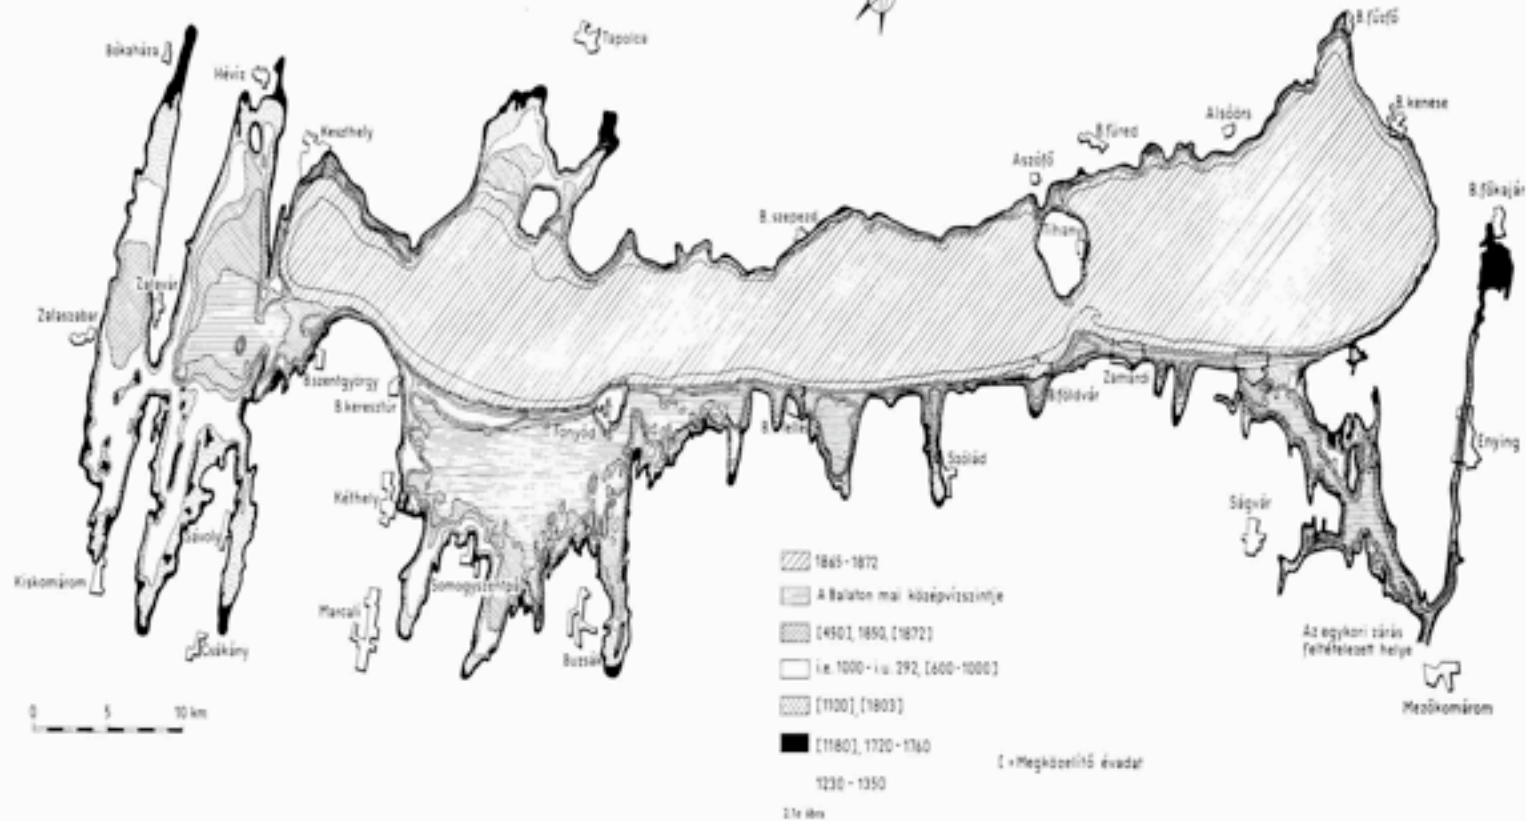 B.fűzfő
Tapolca
Bókaháza
Hévíz
B.kenese
Alsóörs
B.füred
Keszthely
Aszófő
B.főkajár
B.szepezd
Tihany
Zalavár
Zalaszabar
B.szentgyörgy
Zamárdi
B.keresztúr
B.földvár
Fonyód
Enying
Szólád
Kéthely
Ságvár
Sávoly
Kiskomárom
Marcali
Buzsák
Csákány
1865-1872
A Balaton mai középvízszintje
[450], 1850, [1872]
i.e. 1000 - i.u. 292, [600-1000]
[1100], [1803]
[1180], 1720-1760
1230-1350
[ = Megközelítő évadat
Az egykori zárás
feltételezett helye
Mezőkomárom
0 5 10 km